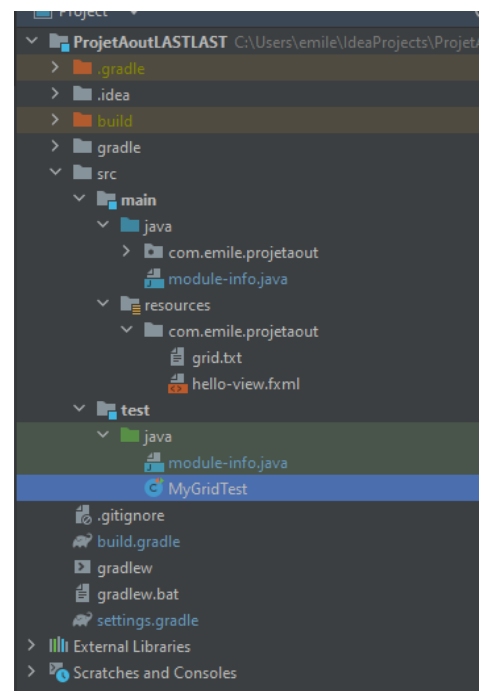 Project
ProjetAoutLASTLAST C:\Users\emile\IdeaProjects\ProjetA
.gradle
.idea
build
gradle
src
main
java
com.emile.projetaout
module-info.java
resources
com.emile.projetaout
grid.txt
hello-view.fxml
test
java
module-info.java
MyGridTest
.gitignore
build.gradle
gradlew
gradlew.bat
settings.gradle
External Libraries
Scratches and Consoles